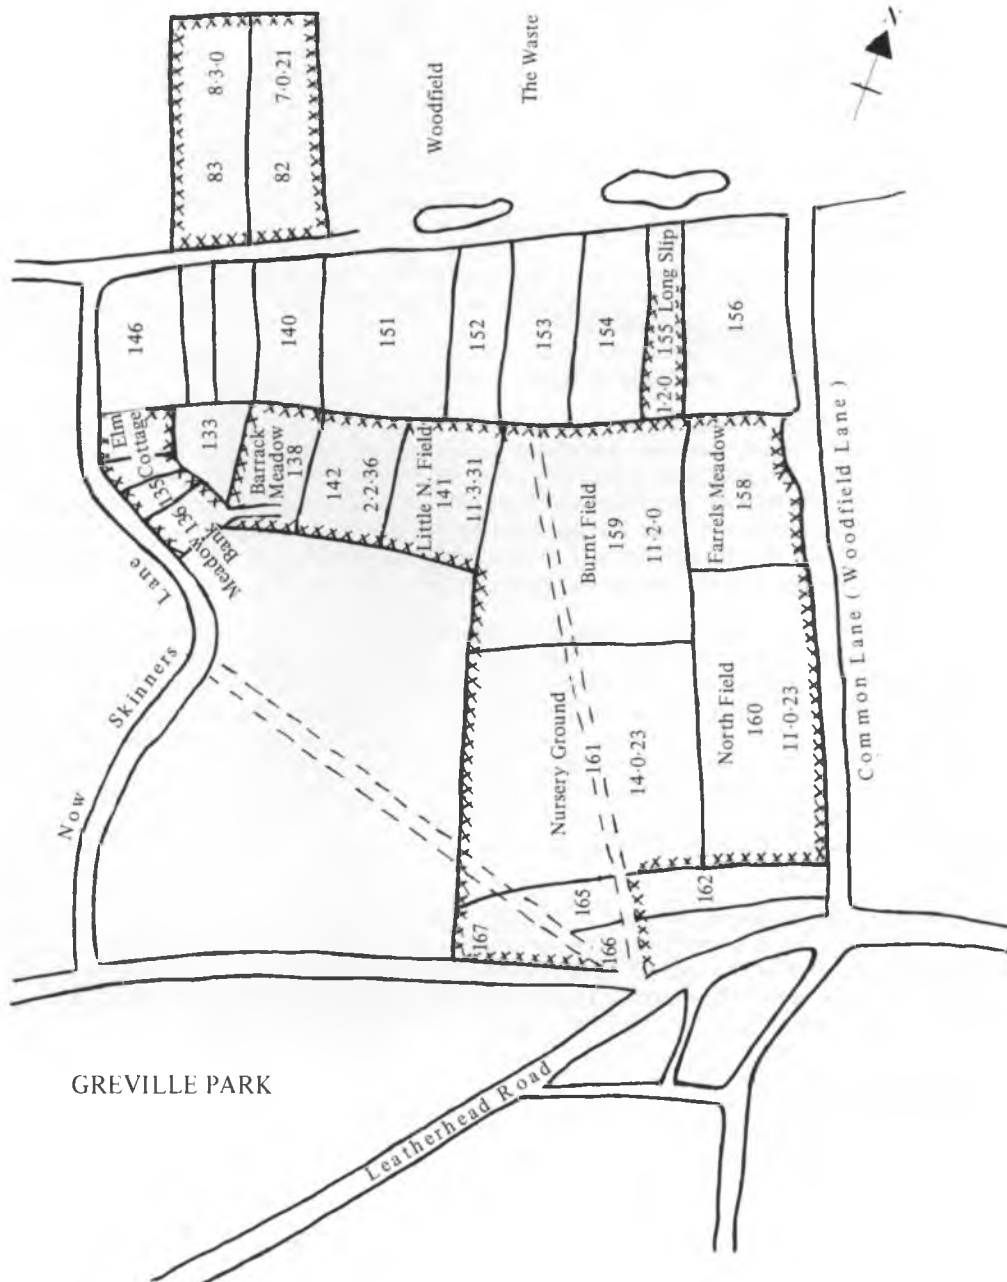 83 8·3·0
82 7·0·21
Woodfield
The Waste
146
140
151
152
153
154
1·2·0 155 Long Slip
156
Elm
Cottage
135
136
Meadow
Bank
133
Barrack
Meadow
138
142
2·2·36
Little N. Field
141
11·3·31
Burnt Field
159
11·2·0
Farrels Meadow
158
Nursery Ground
161
14·0·23
North Field
160
11·0·23
167
165
166
162
Now Skinners Lane
Common Lane ( Woodfield Lane )
GREVILLE PARK
Leatherhead Road